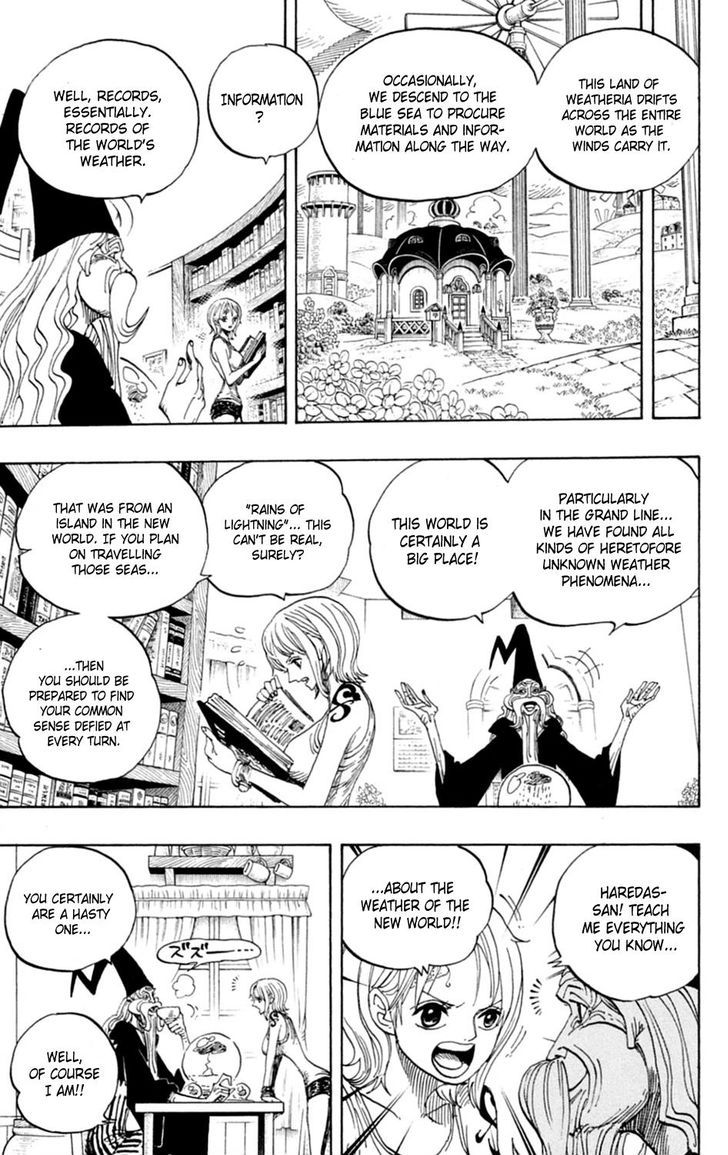 THIS LAND OF
WEATHERIA DRIFTS
ACROSS THE ENTIRE
WORLD AS THE
WINDS CARRY IT.
OCCASIONALLY,
WE DESCEND TO THE
BLUE SEA TO PROCURE
MATERIALS AND INFOR-
MATION ALONG THE WAY.
INFORMATION
?
WELL, RECORDS,
ESSENTIALLY.
RECORDS OF
THE WORLD'S
WEATHER.
PARTICULARLY
IN THE GRAND LINE...
WE HAVE FOUND ALL
KINDS OF HERETOFORE
UNKNOWN WEATHER
PHENOMENA...
THIS WORLD IS
CERTAINLY A
BIG PLACE!
"RAINS OF
LIGHTNING"... THIS
CAN'T BE REAL,
SURELY?
THAT WAS FROM AN
ISLAND IN THE NEW
WORLD. IF YOU PLAN
ON TRAVELLING
THOSE SEAS...
...THEN
YOU SHOULD BE
PREPARED TO FIND
YOUR COMMON
SENSE DEFIED AT
EVERY TURN.
HAREDAS-
SAN! TEACH
ME EVERYTHING
YOU KNOW...
...ABOUT THE
WEATHER OF THE
NEW WORLD!!
YOU CERTAINLY
ARE A HASTY
ONE...
ズズー…
WELL,
OF COURSE
I AM!!